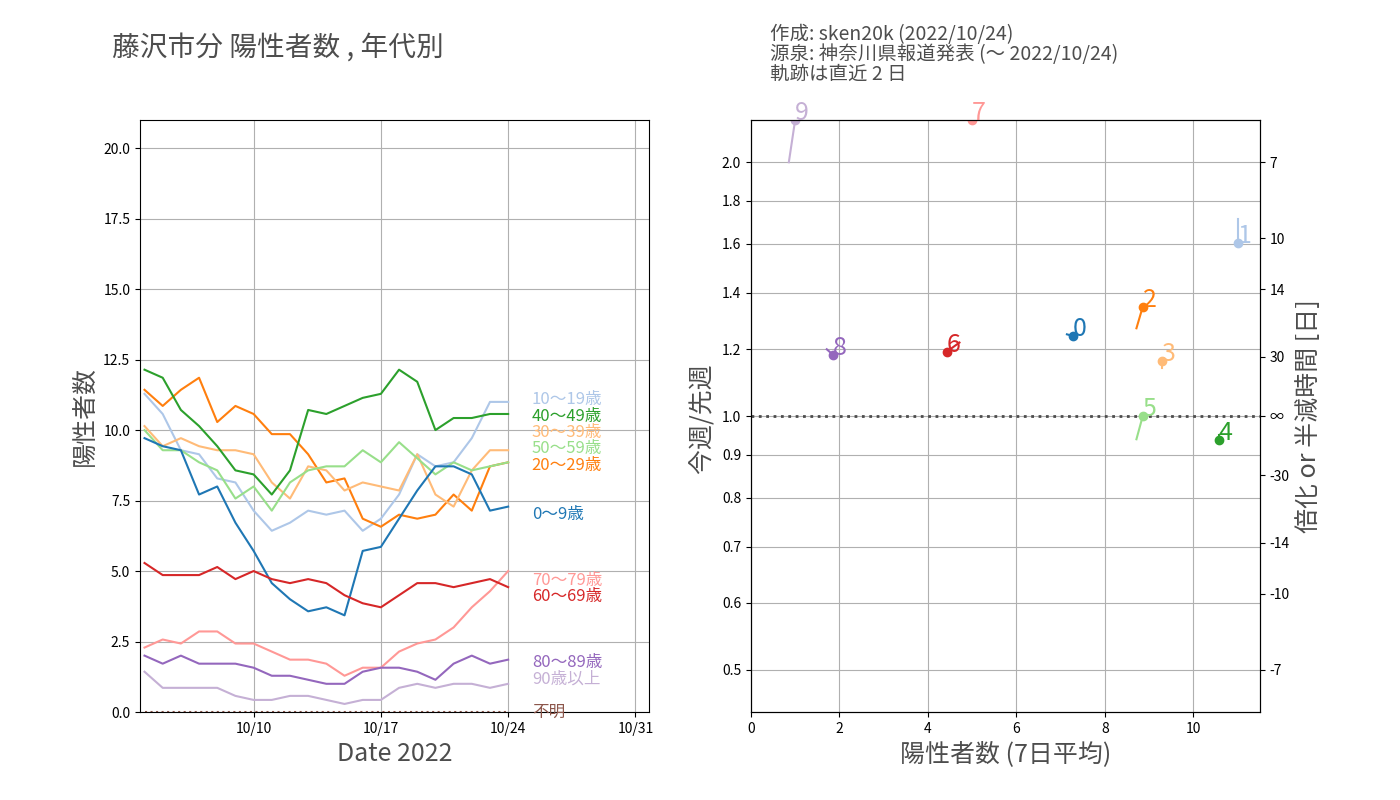 藤沢市分 陽性者数 , 年代別
作成: sken20k (2022/10/24)
源泉: 神奈川県報道発表 (〜 2022/10/24)
軌跡は直近 2 日
陽性者数
20.0
17.5
15.0
12.5
10.0
7.5
5.0
2.5
0.0
10/10
10/17
10/24
10/31
Date 2022
10〜19歳
40〜49歳
30〜39歳
50〜59歳
20〜29歳
0〜9歳
70〜79歳
60〜69歳
80〜89歳
90歳以上
不明
今週/先週
2.0
1.8
1.6
1.4
1.2
1.0
0.9
0.8
0.7
0.6
0.5
0
2
4
6
8
10
陽性者数 (7日平均)
9
7
1
2
0
3
6
8
5
4
7
10
14
30
∞
-30
-14
-10
-7
倍化 or 半減時間 [日]